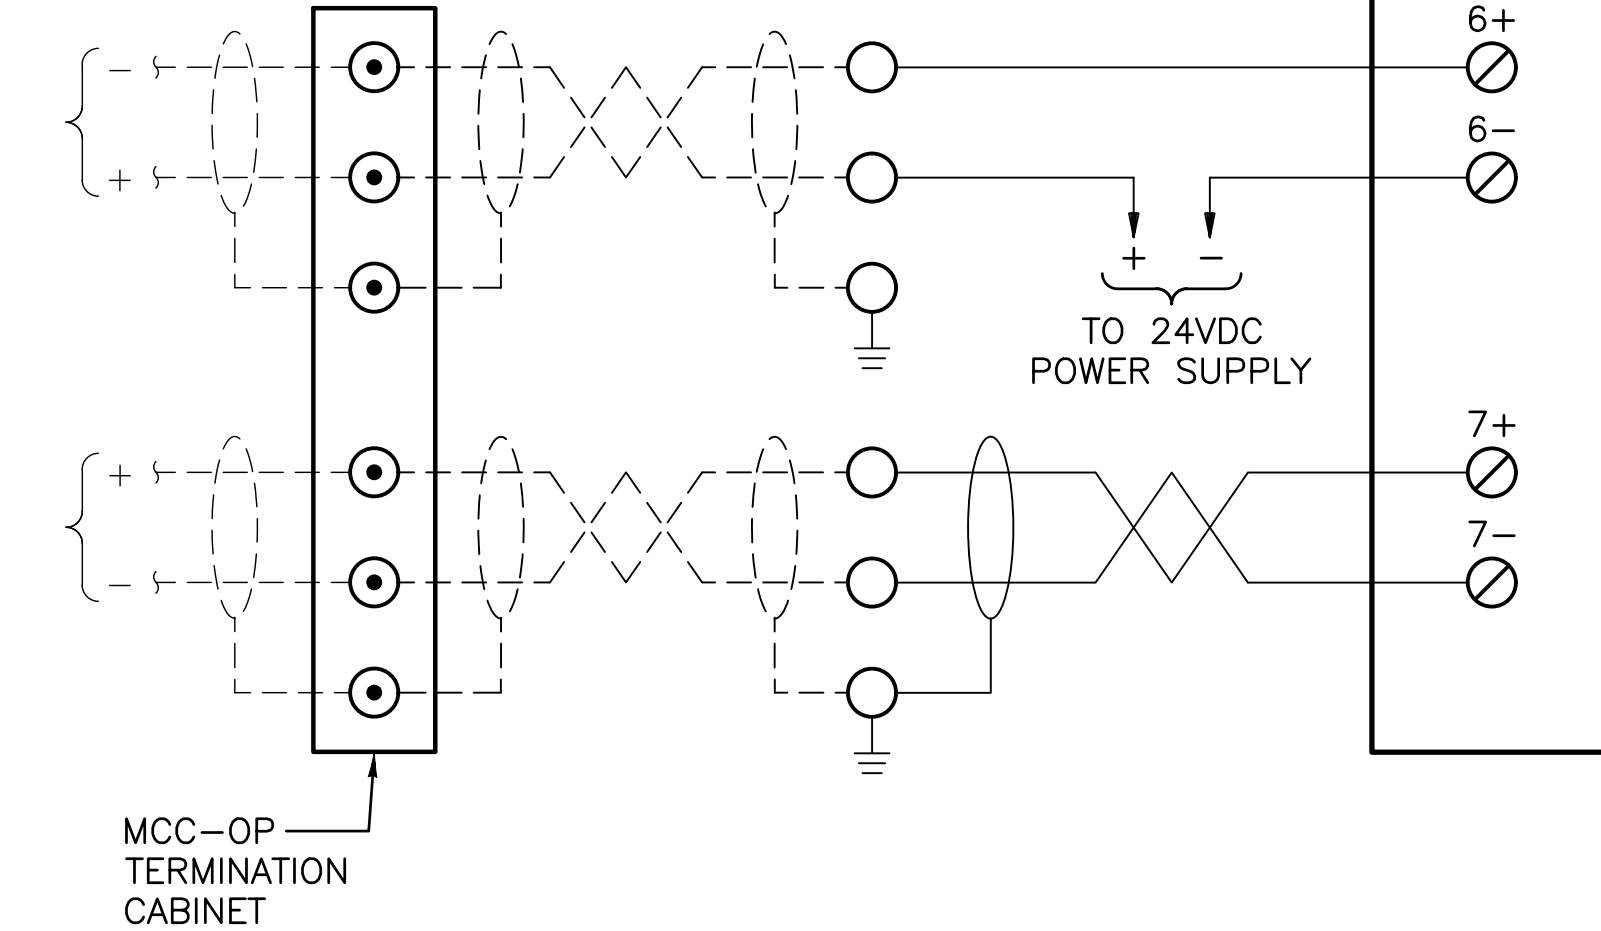 6+
−
6−
+
+ −
TO 24VDC
POWER SUPPLY
7+
+
7−
−
MCC−OP
TERMINATION
CABINET